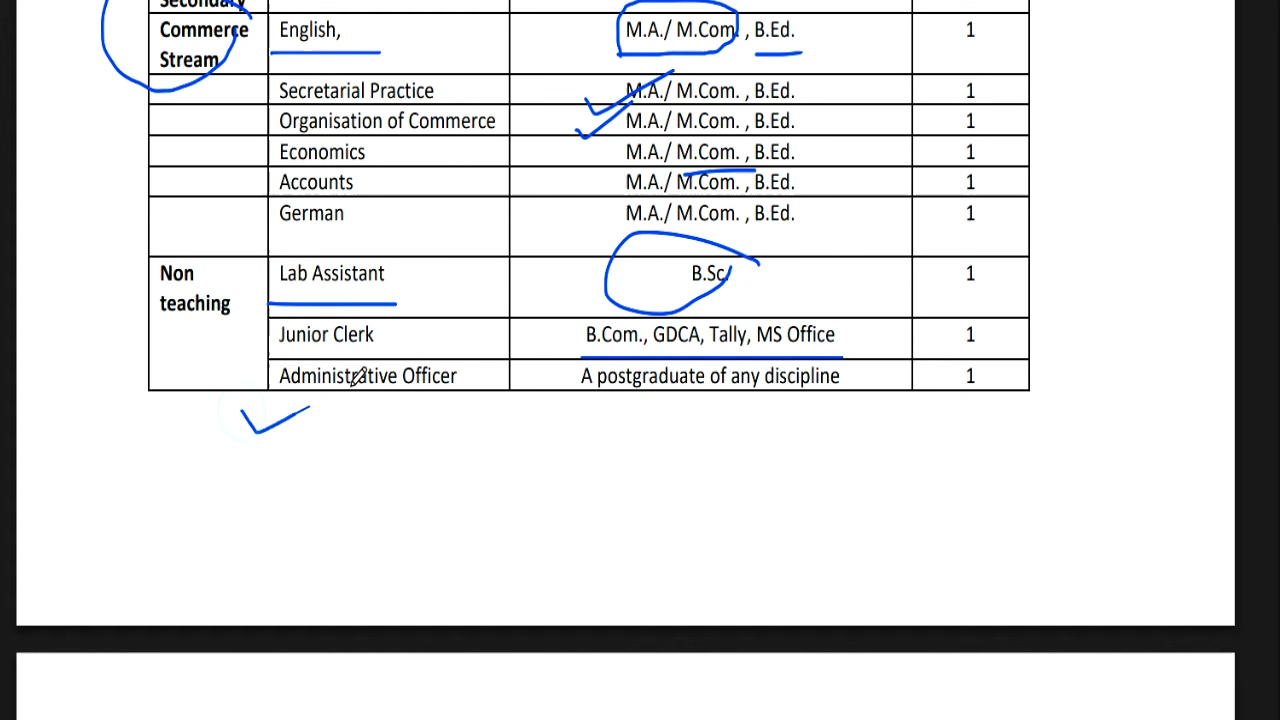 Secondary
Commerce Stream English, M.A./ M.Com. , B.Ed. 1
Secretarial Practice M.A./ M.Com. , B.Ed. 1
Organisation of Commerce M.A./ M.Com. , B.Ed. 1
Economics M.A./ M.Com. , B.Ed. 1
Accounts M.A./ M.Com. , B.Ed. 1
German M.A./ M.Com. , B.Ed. 1
Non teaching Lab Assistant B.Sc. 1
Junior Clerk B.Com., GDCA, Tally, MS Office 1
Administrative Officer A postgraduate of any discipline 1